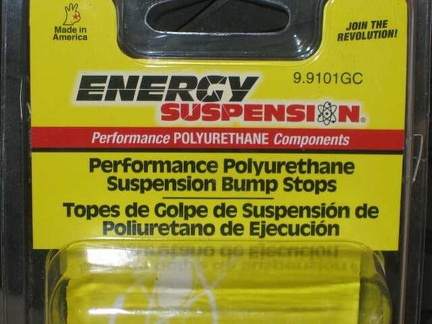 Made in
America
JOIN THE
REVOLUTION!
ENERGY
9.9101GC
SUSPENSION®
Performance POLYURETHANE Components
Performance Polyurethane
Suspension Bump Stops
Topes de Golpe de Suspensión de
Poliuretano de Ejecución